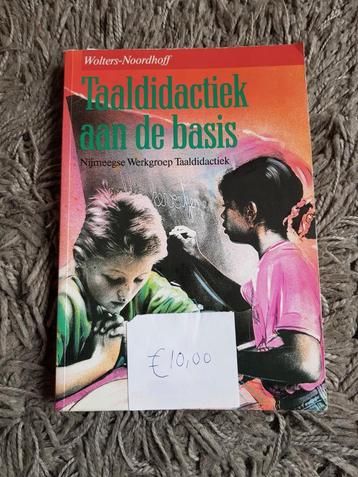 Wolters-Noordhoff
Taaldidactiek
aan de basis
Nijmeegse Werkgroep Taaldidactiek
€10,00